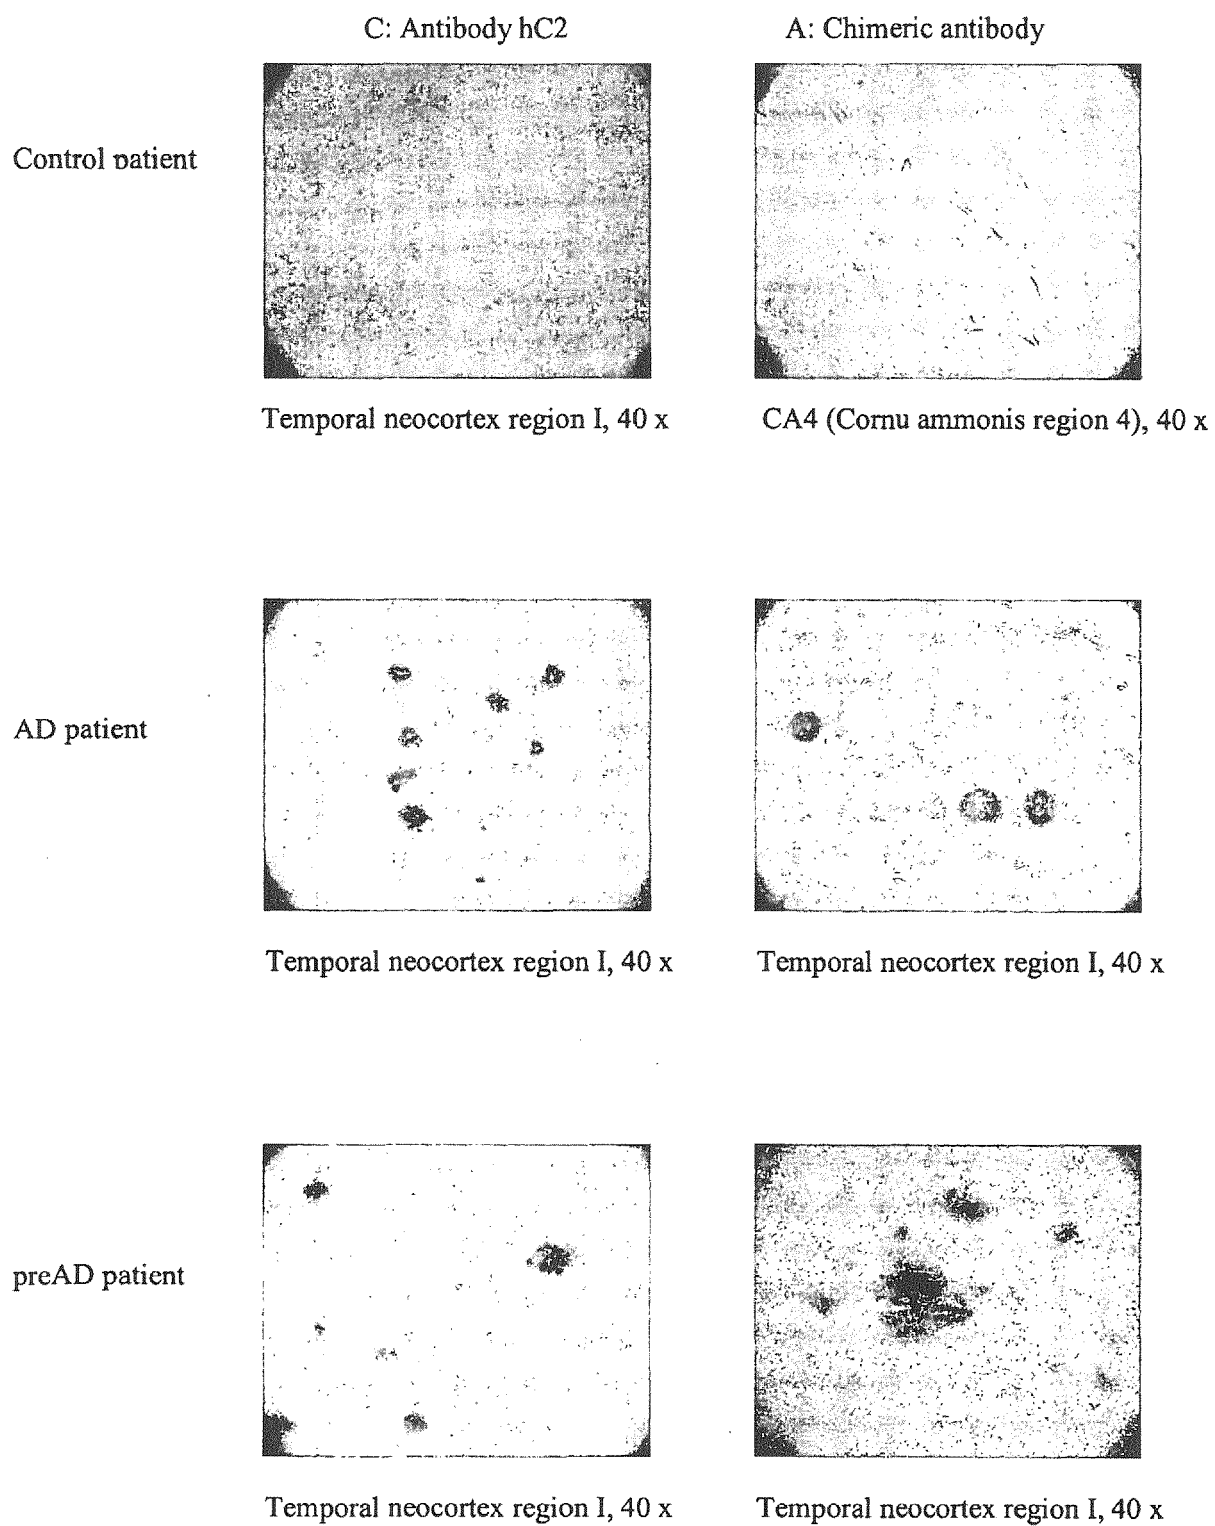 C: Antibody hC2
A: Chimeric antibody
Control patient
Temporal neocortex region I, 40 x
CA4 (Cornu ammonis region 4), 40 x
AD patient
Temporal neocortex region I, 40 x
Temporal neocortex region I, 40 x
preAD patient
Temporal neocortex region I, 40 x
Temporal neocortex region I, 40 x